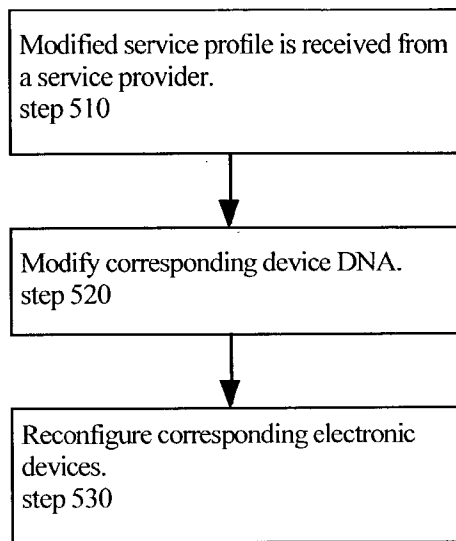 Modified service profile is received from
a service provider.
step 510
Modify corresponding device DNA.
step 520
Reconfigure corresponding electronic
devices.
step 530